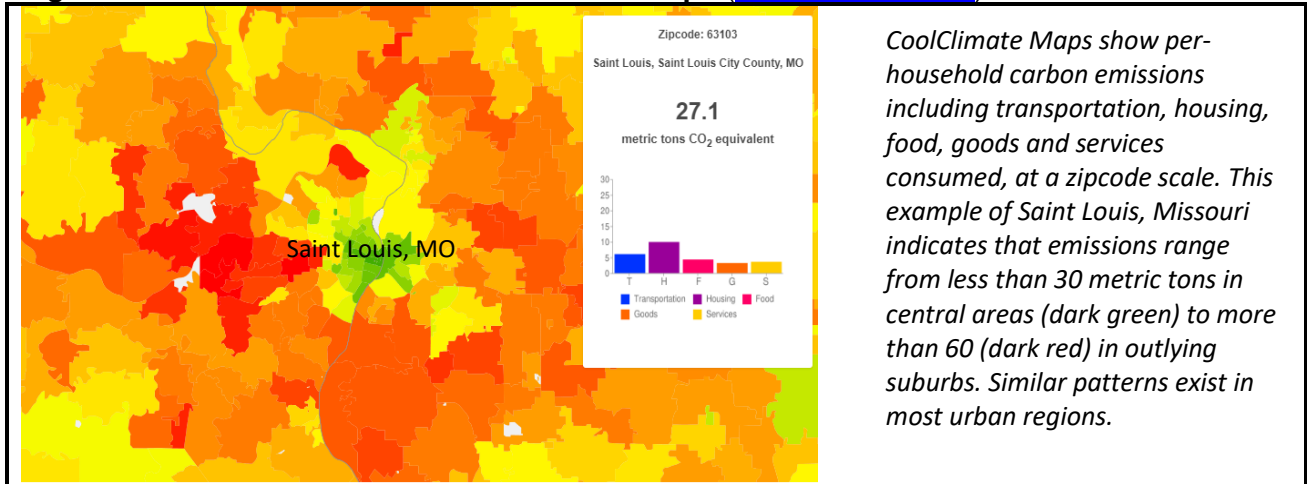 Zipcode: 63103
Saint Louis, Saint Louis City County, MO
27.1
metric tons CO2 equivalent
30
25
20
15
10
5
0
T H F G S
Transportation Housing Food
Goods Services
Saint Louis, MO
CoolClimate Maps show per-
household carbon emissions
including transportation, housing,
food, goods and services
consumed, at a zipcode scale. This
example of Saint Louis, Missouri
indicates that emissions range
from less than 30 metric tons in
central areas (dark green) to more
than 60 (dark red) in outlying
suburbs. Similar patterns exist in
most urban regions.